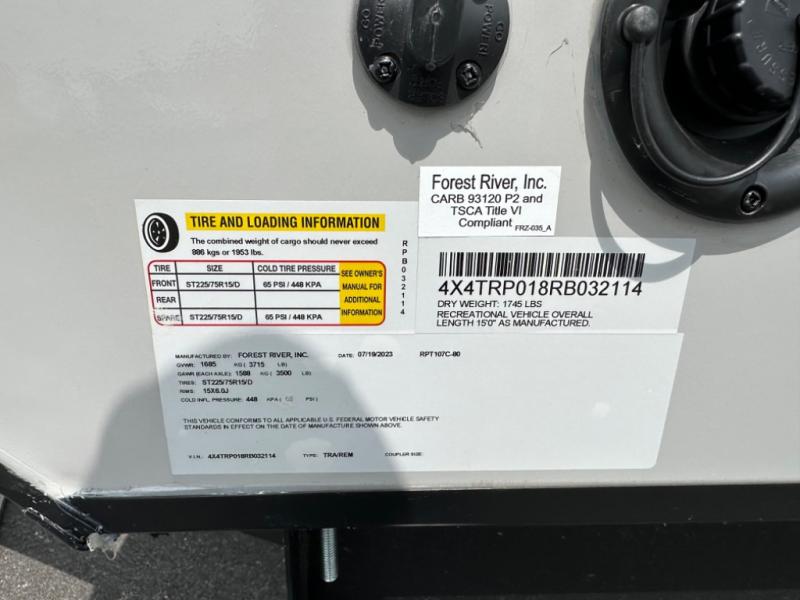 GO POWER!
GO POWER!
PRESSURE
Forest River, Inc.
CARB 93120 P2 and
TSCA Title VI
Compliant FRZ-035_A
TIRE AND LOADING INFORMATION
The combined weight of cargo should never exceed
886 kgs or 1953 lbs.
TIRE SIZE COLD TIRE PRESSURE SEE OWNER'S
FRONT ST225/75R15/D 65 PSI / 448 KPA MANUAL FOR
REAR ADDITIONAL
SPARE ST225/75R15/D 65 PSI / 448 KPA INFORMATION
RPB032114
4X4TRP018RB032114
DRY WEIGHT: 1745 LBS
RECREATIONAL VEHICLE OVERALL
LENGTH 15'0" AS MANUFACTURED.
MANUFACTURED BY: FOREST RIVER, INC. DATE: 07/19/2023 RPT107C-80
GVWR: 1685 KG ( 3715 LB)
GAWR (EACH AXLE): 1588 KG ( 3500 LB)
TIRES: ST225/75R15/D
RIMS: 15X6.0J
COLD INFL. PRESSURE: 448 KPA ( 65 PSI)
THIS VEHICLE CONFORMS TO ALL APPLICABLE U.S. FEDERAL MOTOR VEHICLE SAFETY
STANDARDS IN EFFECT ON THE DATE OF MANUFACTURE SHOWN ABOVE.
V.I.N.: 4X4TRP018RB032114 TYPE: TRA/REM COUPLER SIZE: